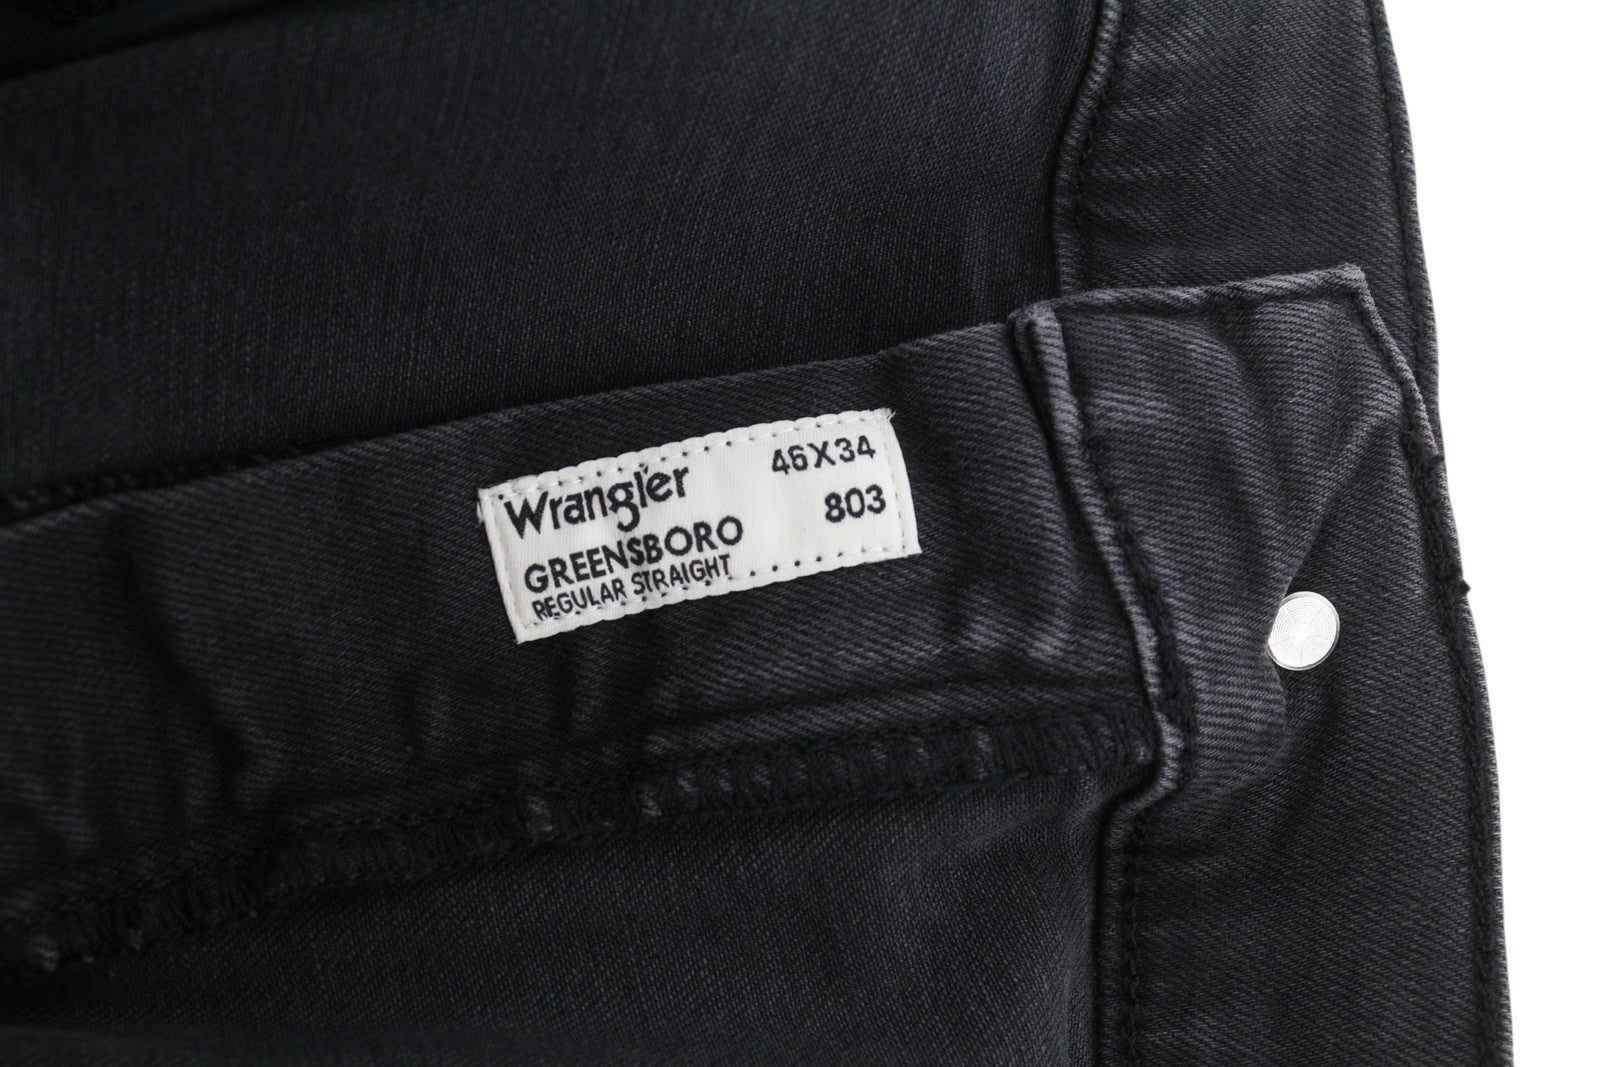 Wrangler 46X34
GREENSBORO 803
REGULAR STRAIGHT